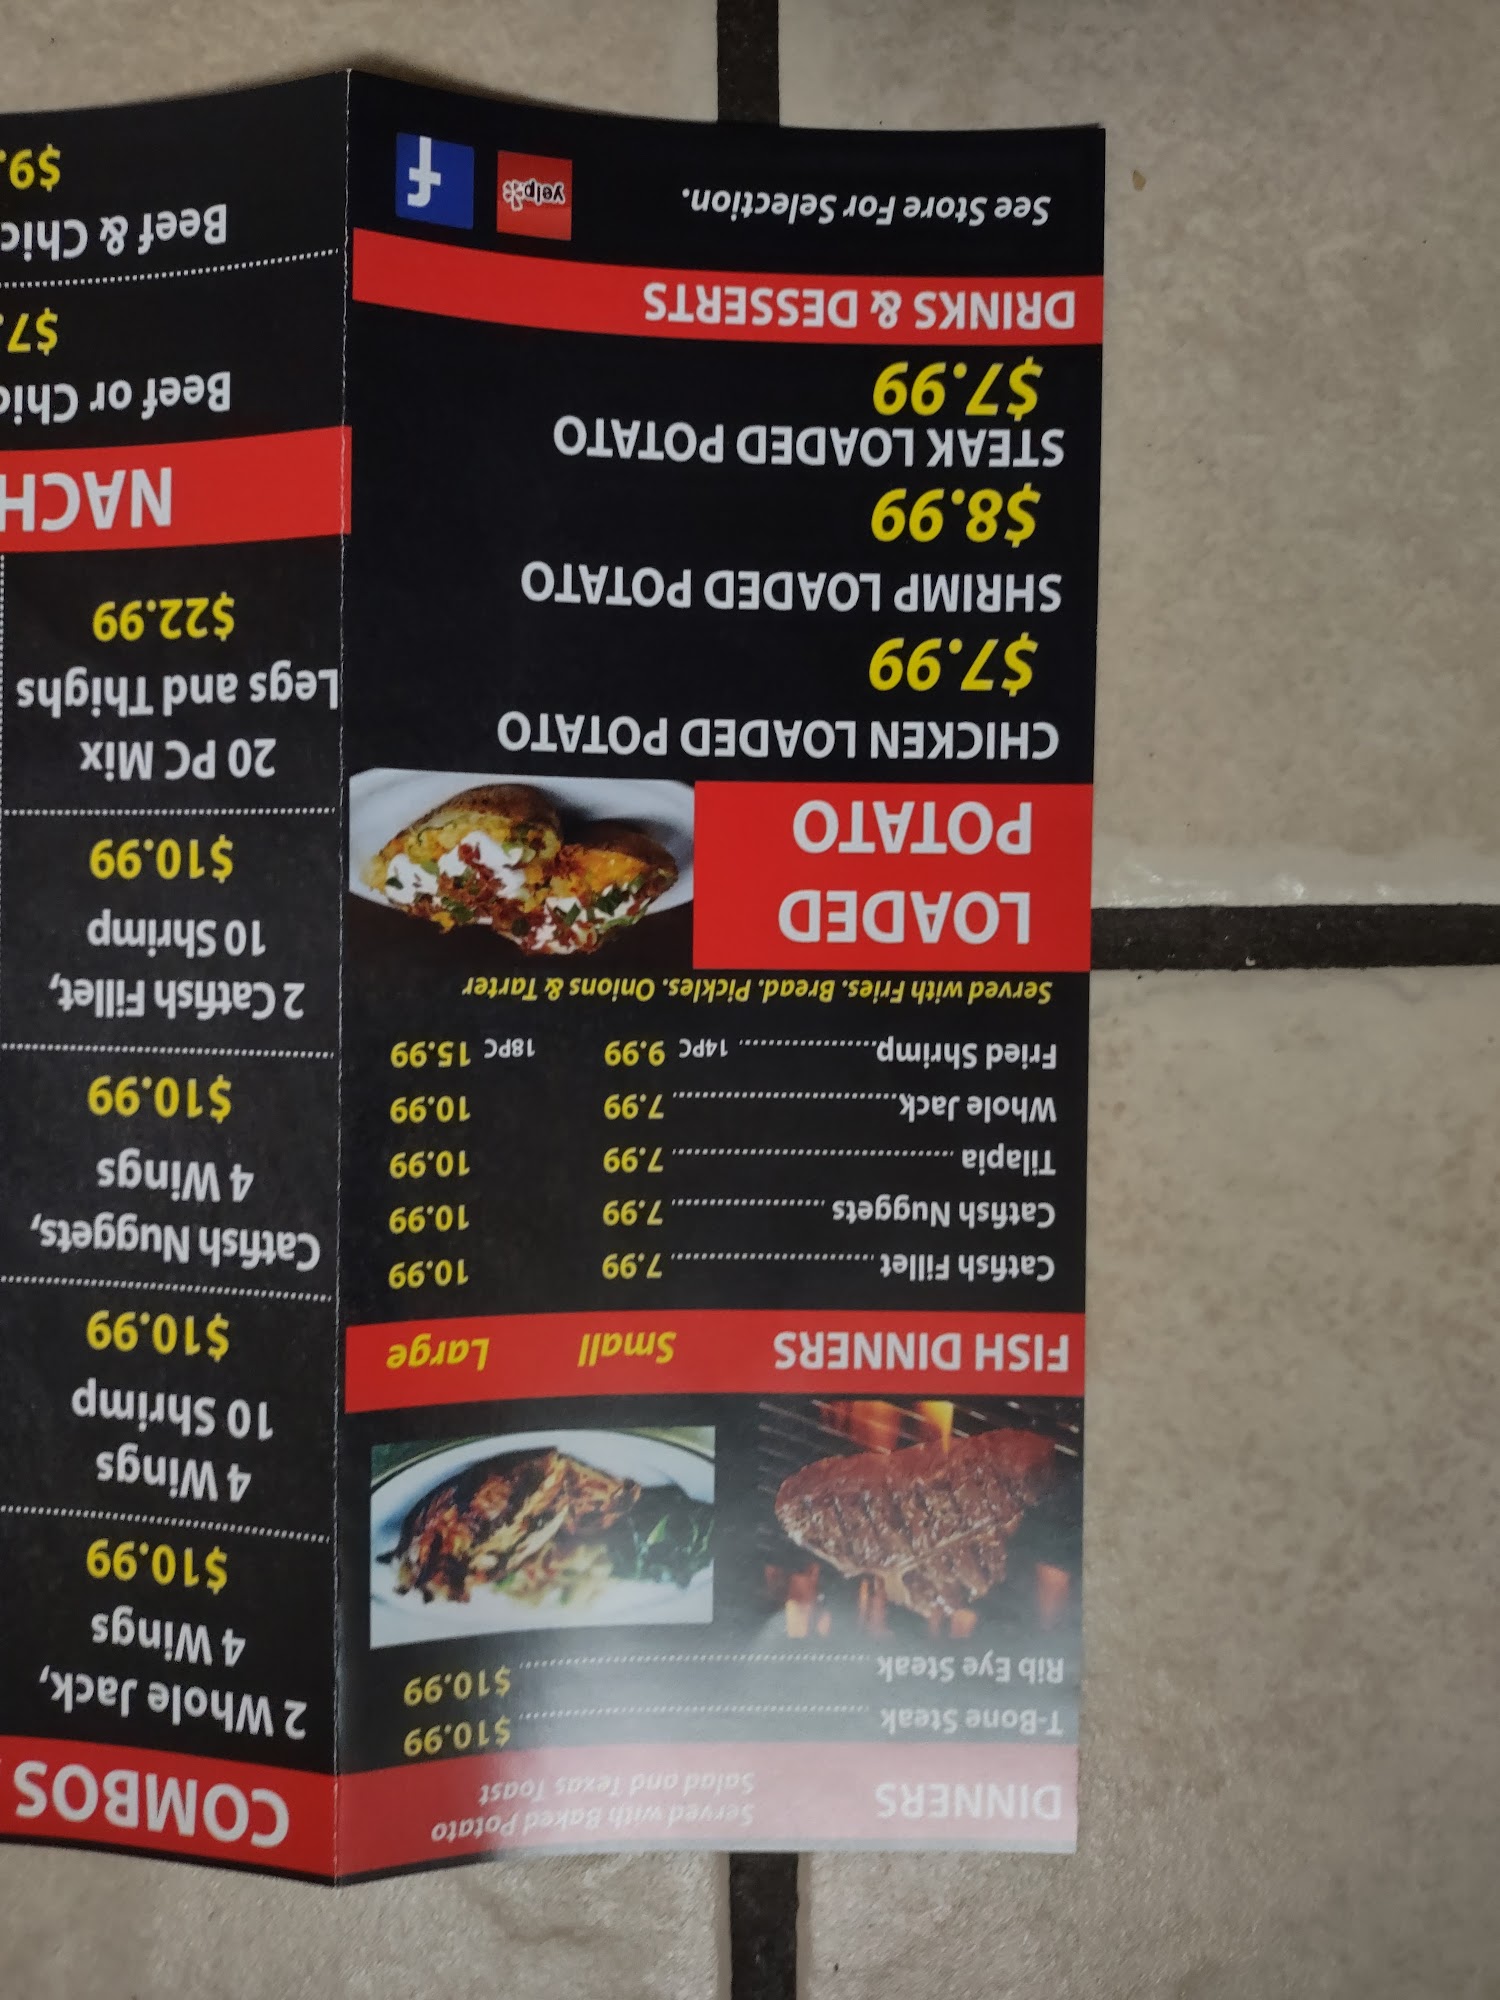 DINNERS
Served with Baked Potato
Salad and Texas Toast
T-Bone Steak ........................ $10.99
Rib Eye Steak ........................ $10.99
FISH DINNERS Small Large
Catfish Fillet ........................ 7.99 10.99
Catfish Nuggets ........................ 7.99 10.99
Tilapia ........................ 7.99 10.99
Whole Jack ........................ 7.99 10.99
Fried Shrimp ........................ 14PC 9.99 18PC 15.99
Served with Fries. Bread. Pickles. Onions & Tarter
LOADED
POTATO
CHICKEN LOADED POTATO
$7.99
SHRIMP LOADED POTATO
$8.99
STEAK LOADED POTATO
$7.99
DRINKS & DESSERTS
See Store For Selection.
yelp
f
COMBOS
2 Whole Jack,
4 Wings
$10.99
4 Wings
10 Shrimp
$10.99
Catfish Nuggets,
4 Wings
$10.99
2 Catfish Fillet,
10 Shrimp
$10.99
20 PC Mix
Legs and Thighs
$22.99
NACH
Beef or Chic
$7.
Beef & Chic
$9.